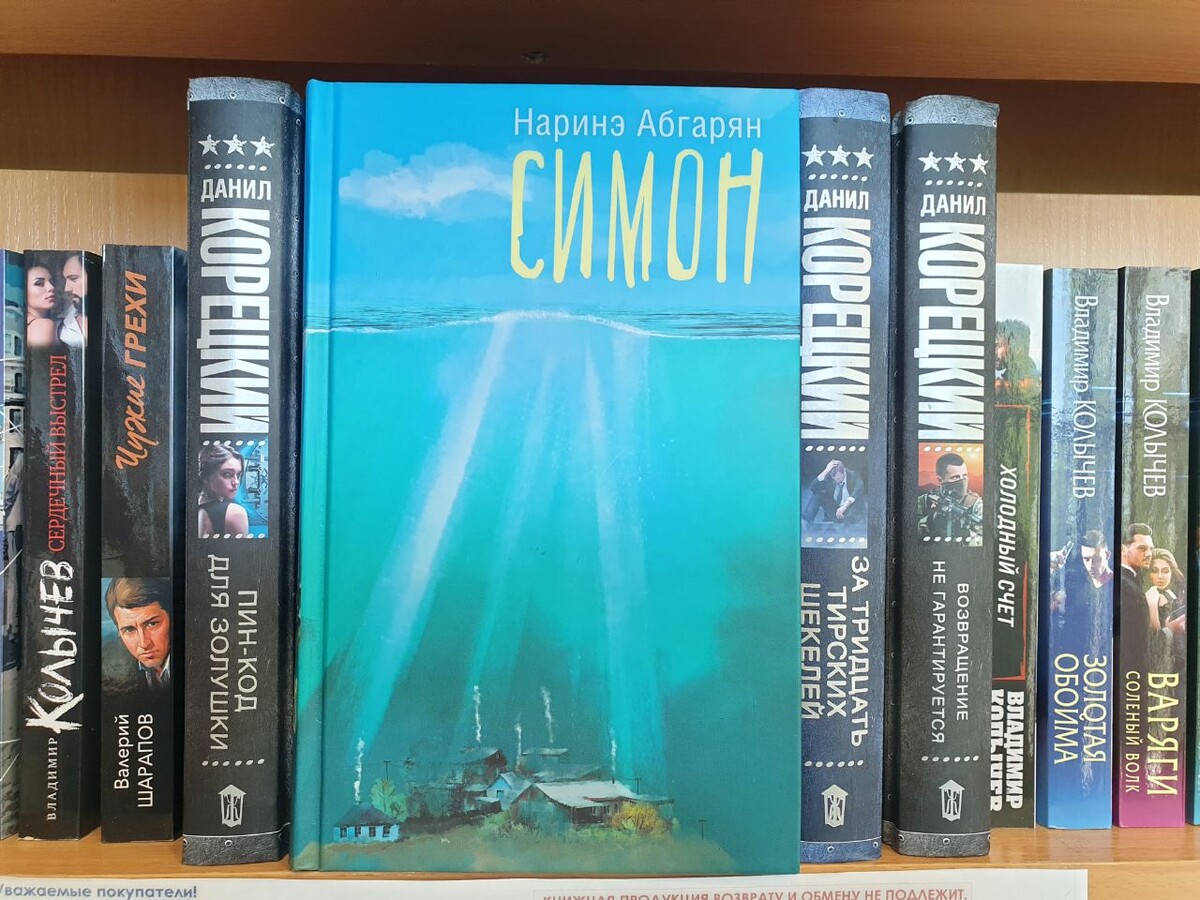 Владимир
КОЛЫЧЕВ
СЕРДЕЧНЫЙ ВЫСТРЕЛ
Валерий
ШАРАПОВ
Чужие ГРЕХИ
ДАНИЛ
КОРЕЦКИЙ
ПИН-КОД
ДЛЯ ЗОЛУШКИ
Ж
Наринэ Абгарян
СИМОН
ДАНИЛ
КОРЕЦКИЙ
ЗА ТРИДЦАТЬ
ТИРСКИХ
ШЕКЕЛЕЙ
Ж
ДАНИЛ
КОРЕЦКИЙ
ВОЗВРАЩЕНИЕ
НЕ ГАРАНТИРУЕТСЯ
Ж
ХОЛОДНЫЙ СЧЕТ
ВЛАДИМИР
КОЛЫЧЕВ
Владимир КОЛЫЧЕВ
ЗОЛОТАЯ
ОБОЙМА
Владимир КОЛЫЧЕВ
ВАРЯГИ
СОЛЕНЫЙ ВОЛК
Уважаемые покупатели!
КНИЖНАЯ ПРОДУКЦИЯ ВОЗВРАТУ И ОБМЕНУ НЕ ПОДЛЕЖИТ.